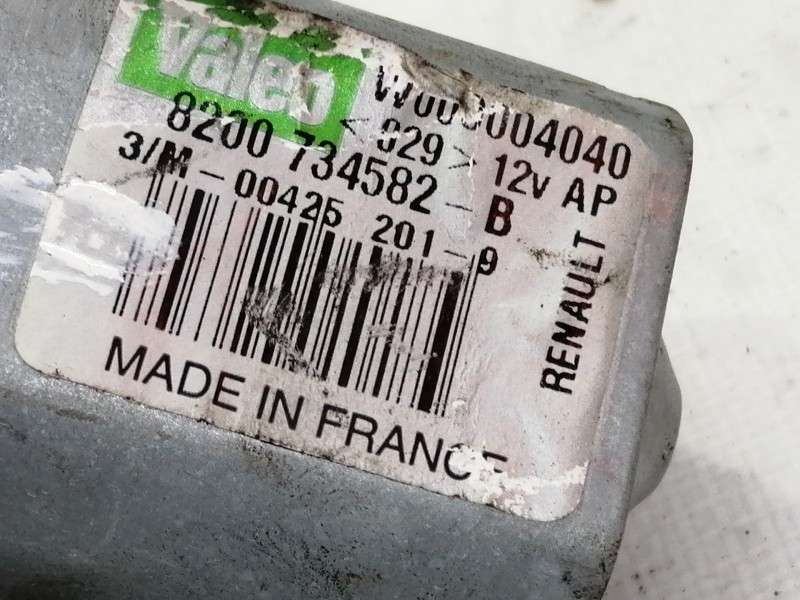 Valeo
W000004040
< 029 > 12v AP
8200 734582 - B
3/M - 00425 201 - 9
RENAULT
MADE IN FRANCE